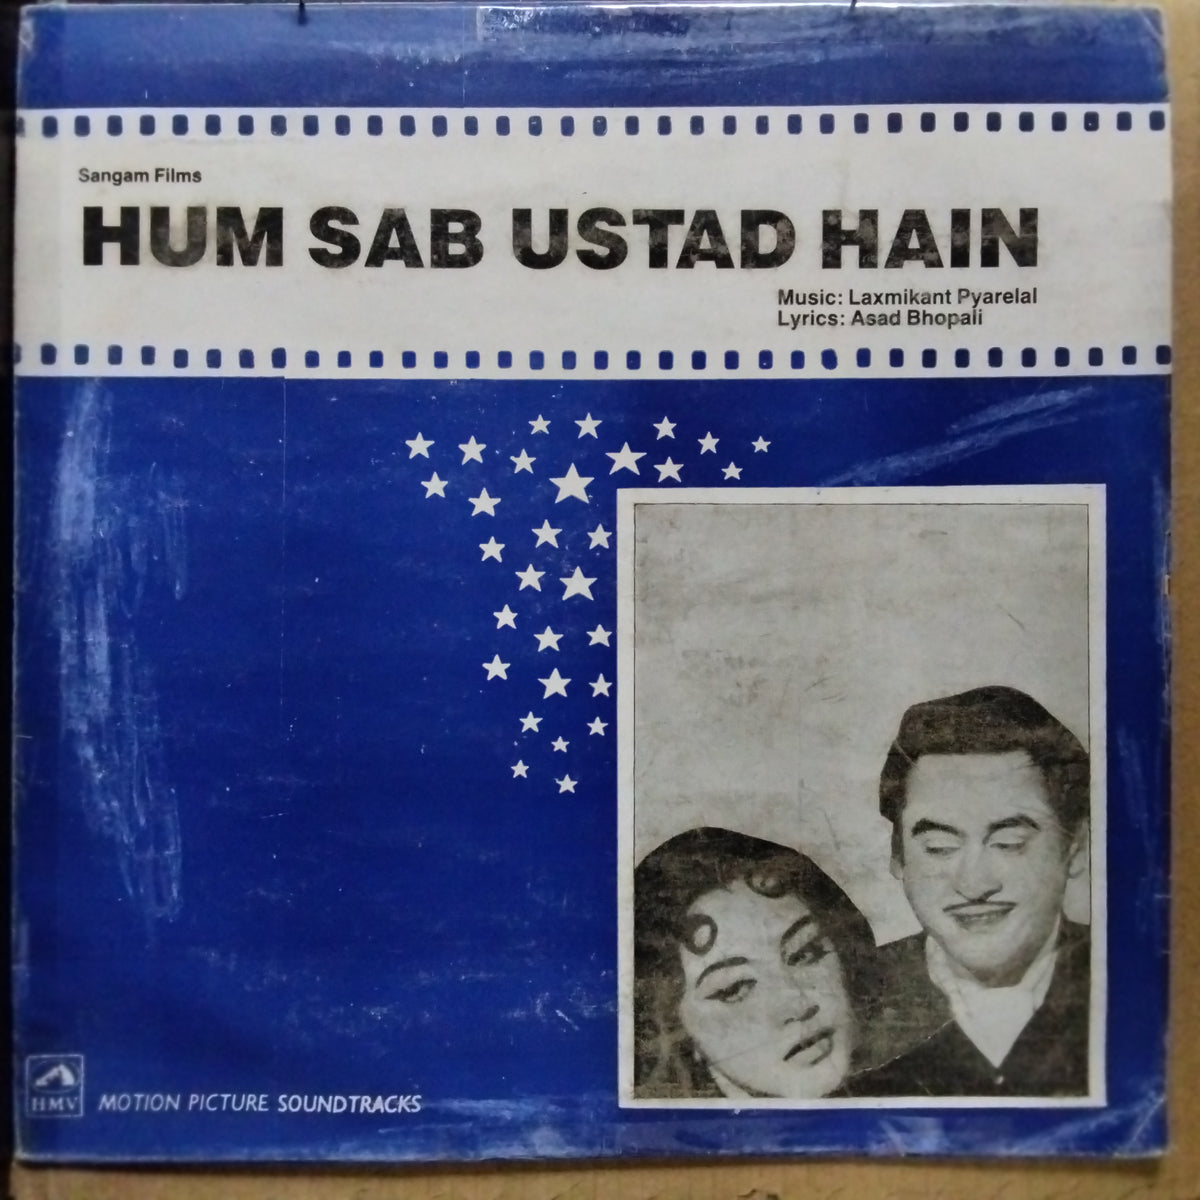 Sangam Films
HUM SAB USTAD HAIN
Music: Laxmikant Pyarelal
Lyrics: Asad Bhopali
HMV
MOTION PICTURE SOUNDTRACKS